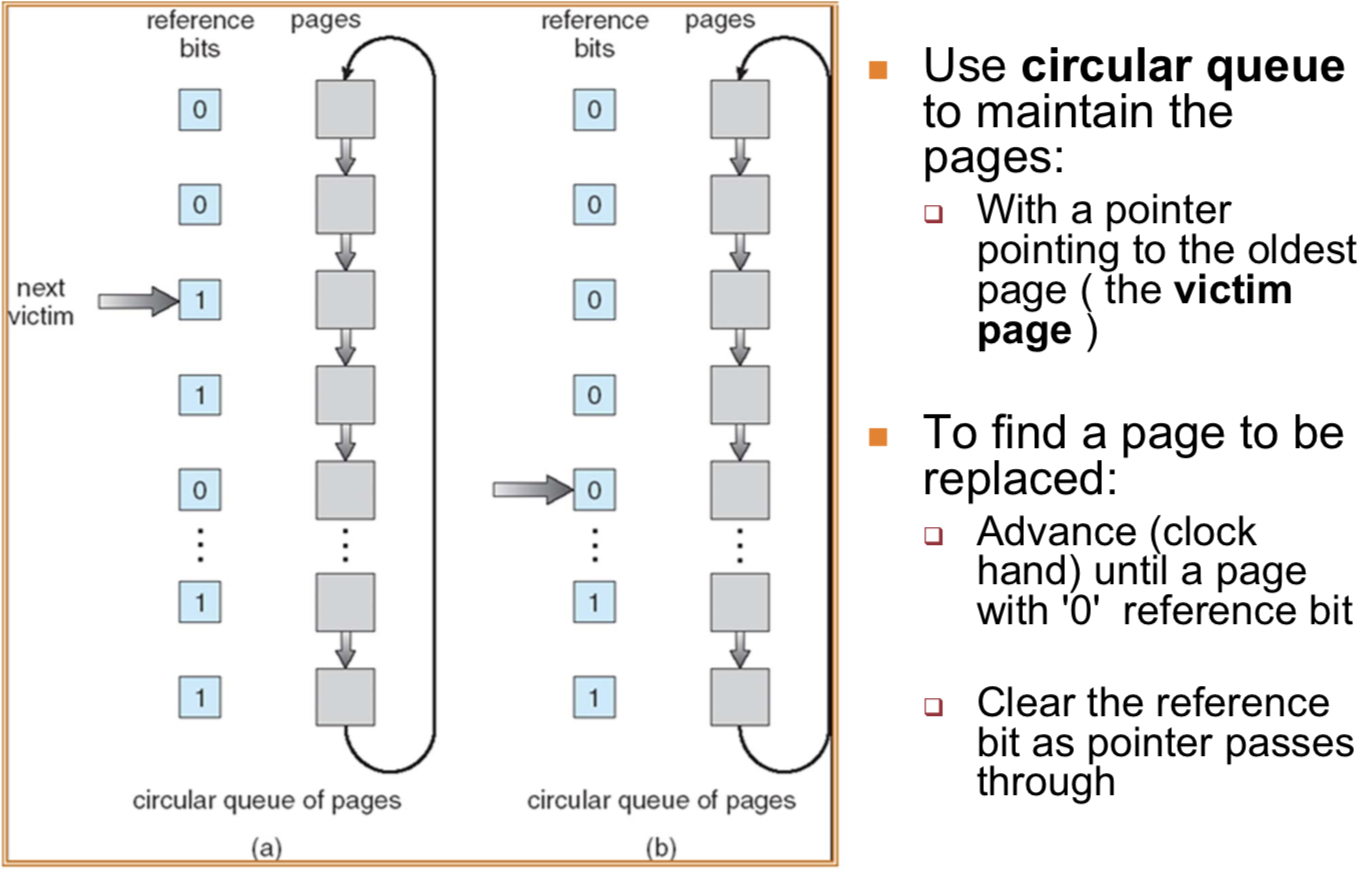 reference pages
bits
0
0
next
victim
1
1
0
1
1
circular queue of pages
(a)
reference pages
bits
0
0
0
0
0
1
1
circular queue of pages
(b)
Use circular queue
to maintain the
pages:
With a pointer
pointing to the oldest
page ( the victim
page )
To find a page to be
replaced:
Advance (clock
hand) until a page
with '0' reference bit
Clear the reference
bit as pointer passes
through